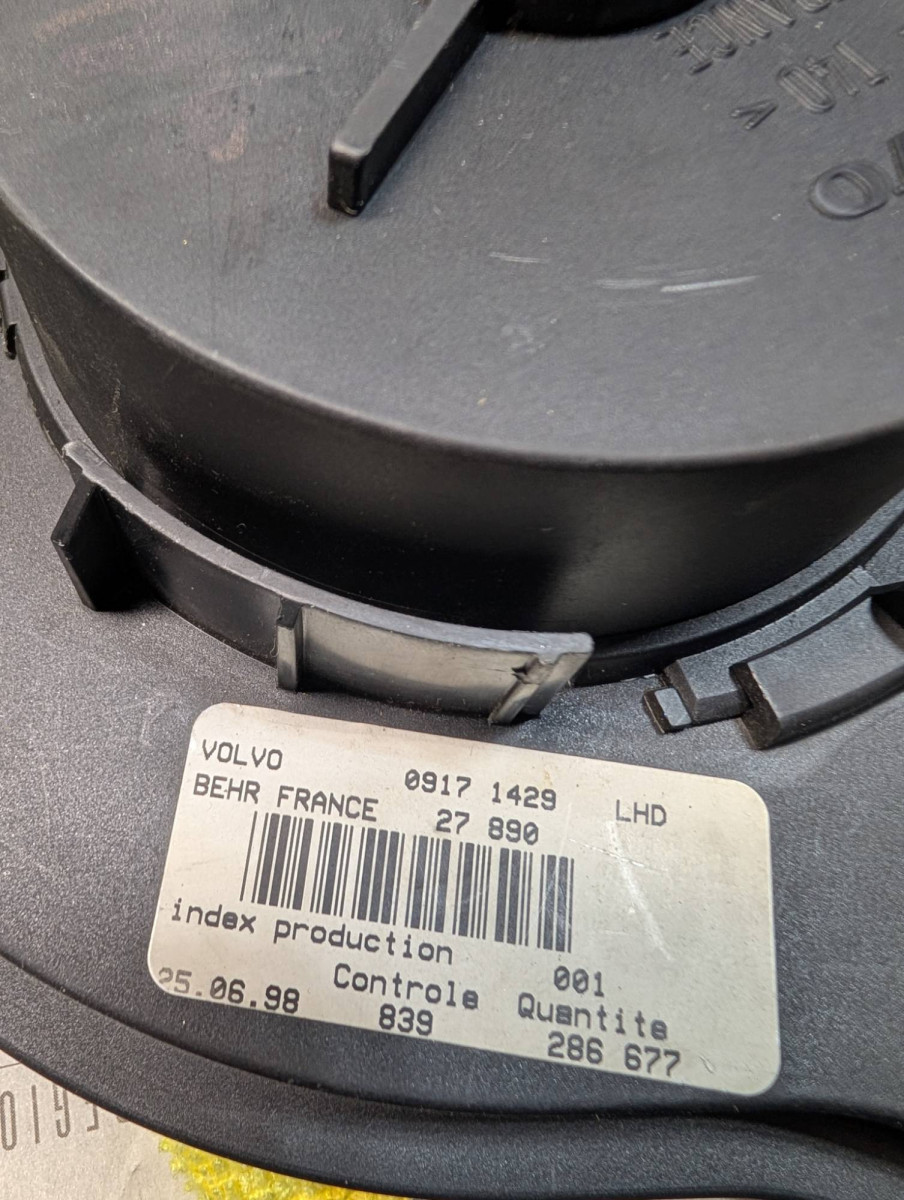 T40
VOLVO 0917 1429 LHD
BEHR FRANCE 27 890
index production 001
25.06.98 Controle Quantite
839 286 677